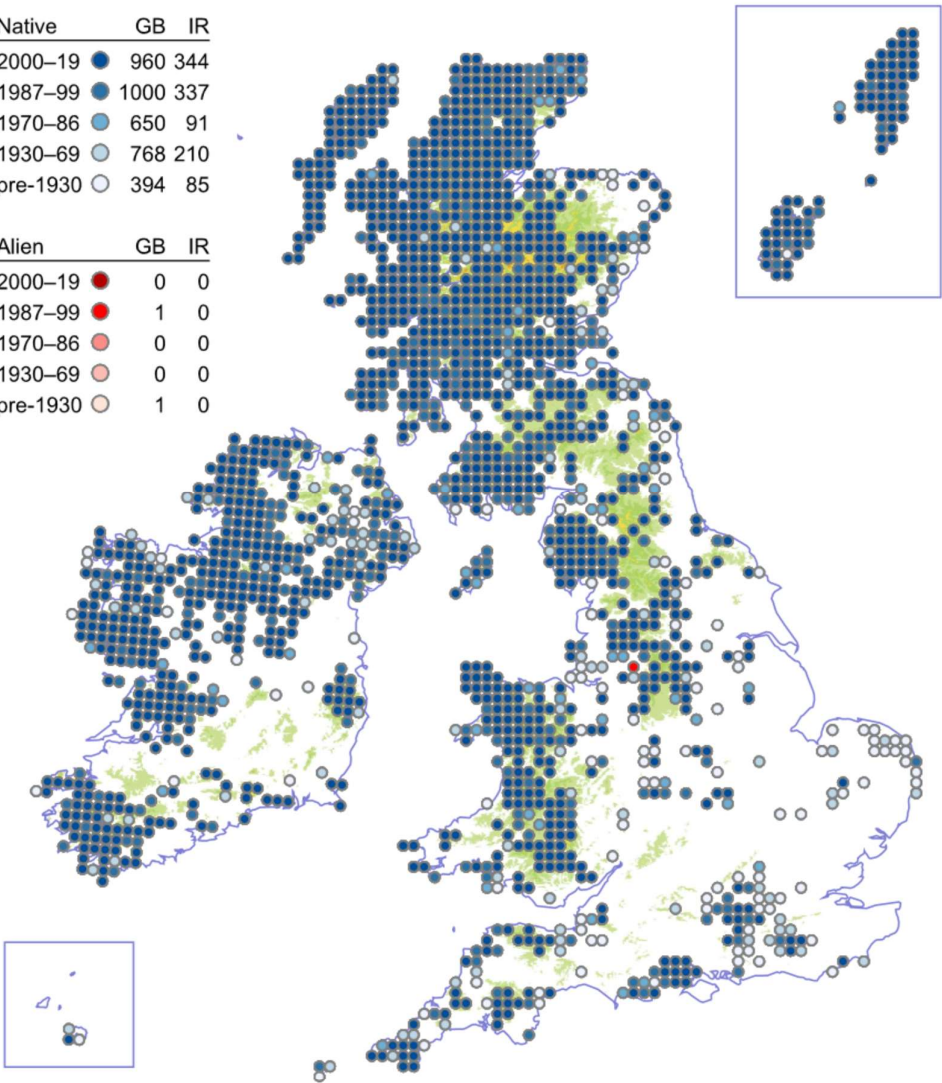 Native GB IR
2000–19 960 344
1987–99 1000 337
1970–86 650 91
1930–69 768 210
pre-1930 394 85
Alien GB IR
2000–19 0 0
1987–99 1 0
1970–86 0 0
1930–69 0 0
pre-1930 1 0